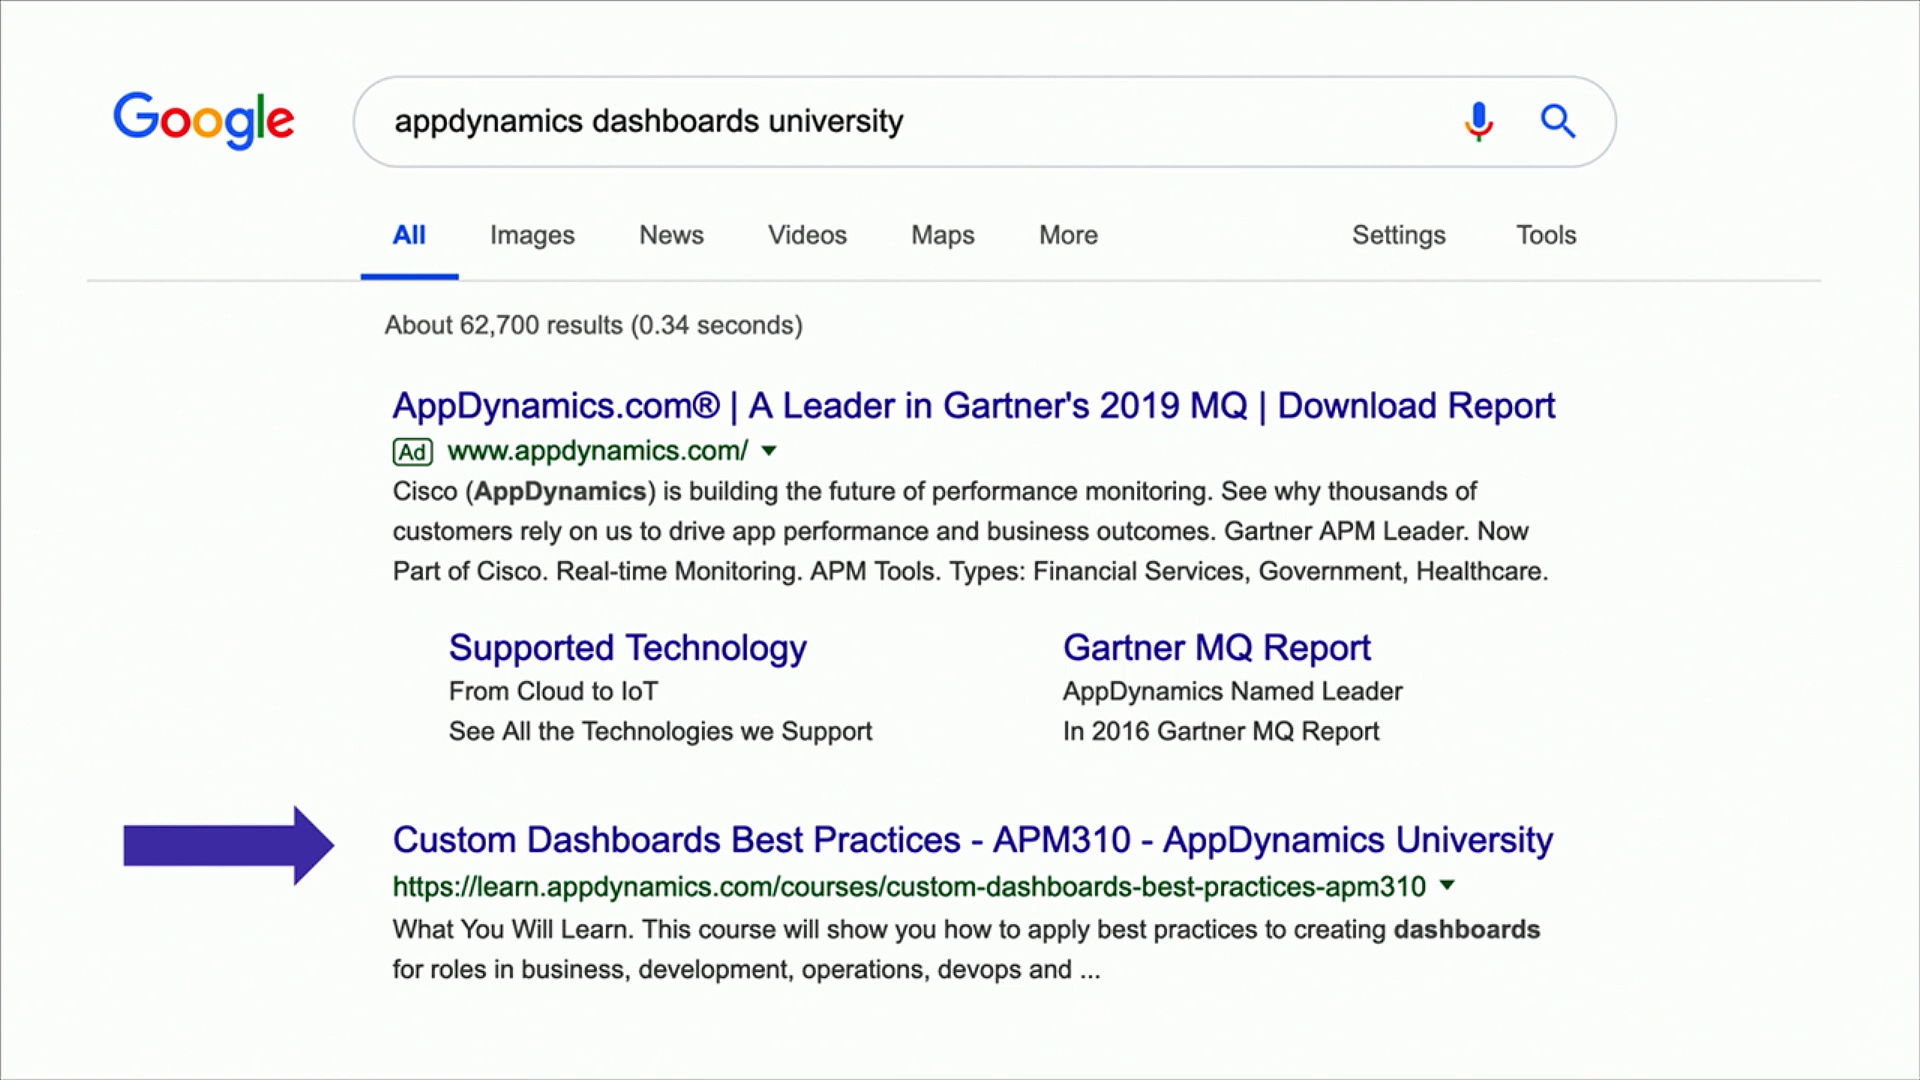 Google
appdynamics dashboards university
All Images News Videos Maps More Settings Tools
About 62,700 results (0.34 seconds)
AppDynamics.com® | A Leader in Gartner's 2019 MQ | Download Report
Ad www.appdynamics.com/
Cisco (AppDynamics) is building the future of performance monitoring. See why thousands of
customers rely on us to drive app performance and business outcomes. Gartner APM Leader. Now
Part of Cisco. Real-time Monitoring. APM Tools. Types: Financial Services, Government, Healthcare.
Supported Technology
From Cloud to IoT
See All the Technologies we Support
Gartner MQ Report
AppDynamics Named Leader
In 2016 Gartner MQ Report
Custom Dashboards Best Practices - APM310 - AppDynamics University
https://learn.appdynamics.com/courses/custom-dashboards-best-practices-apm310
What You Will Learn. This course will show you how to apply best practices to creating dashboards
for roles in business, development, operations, devops and ...